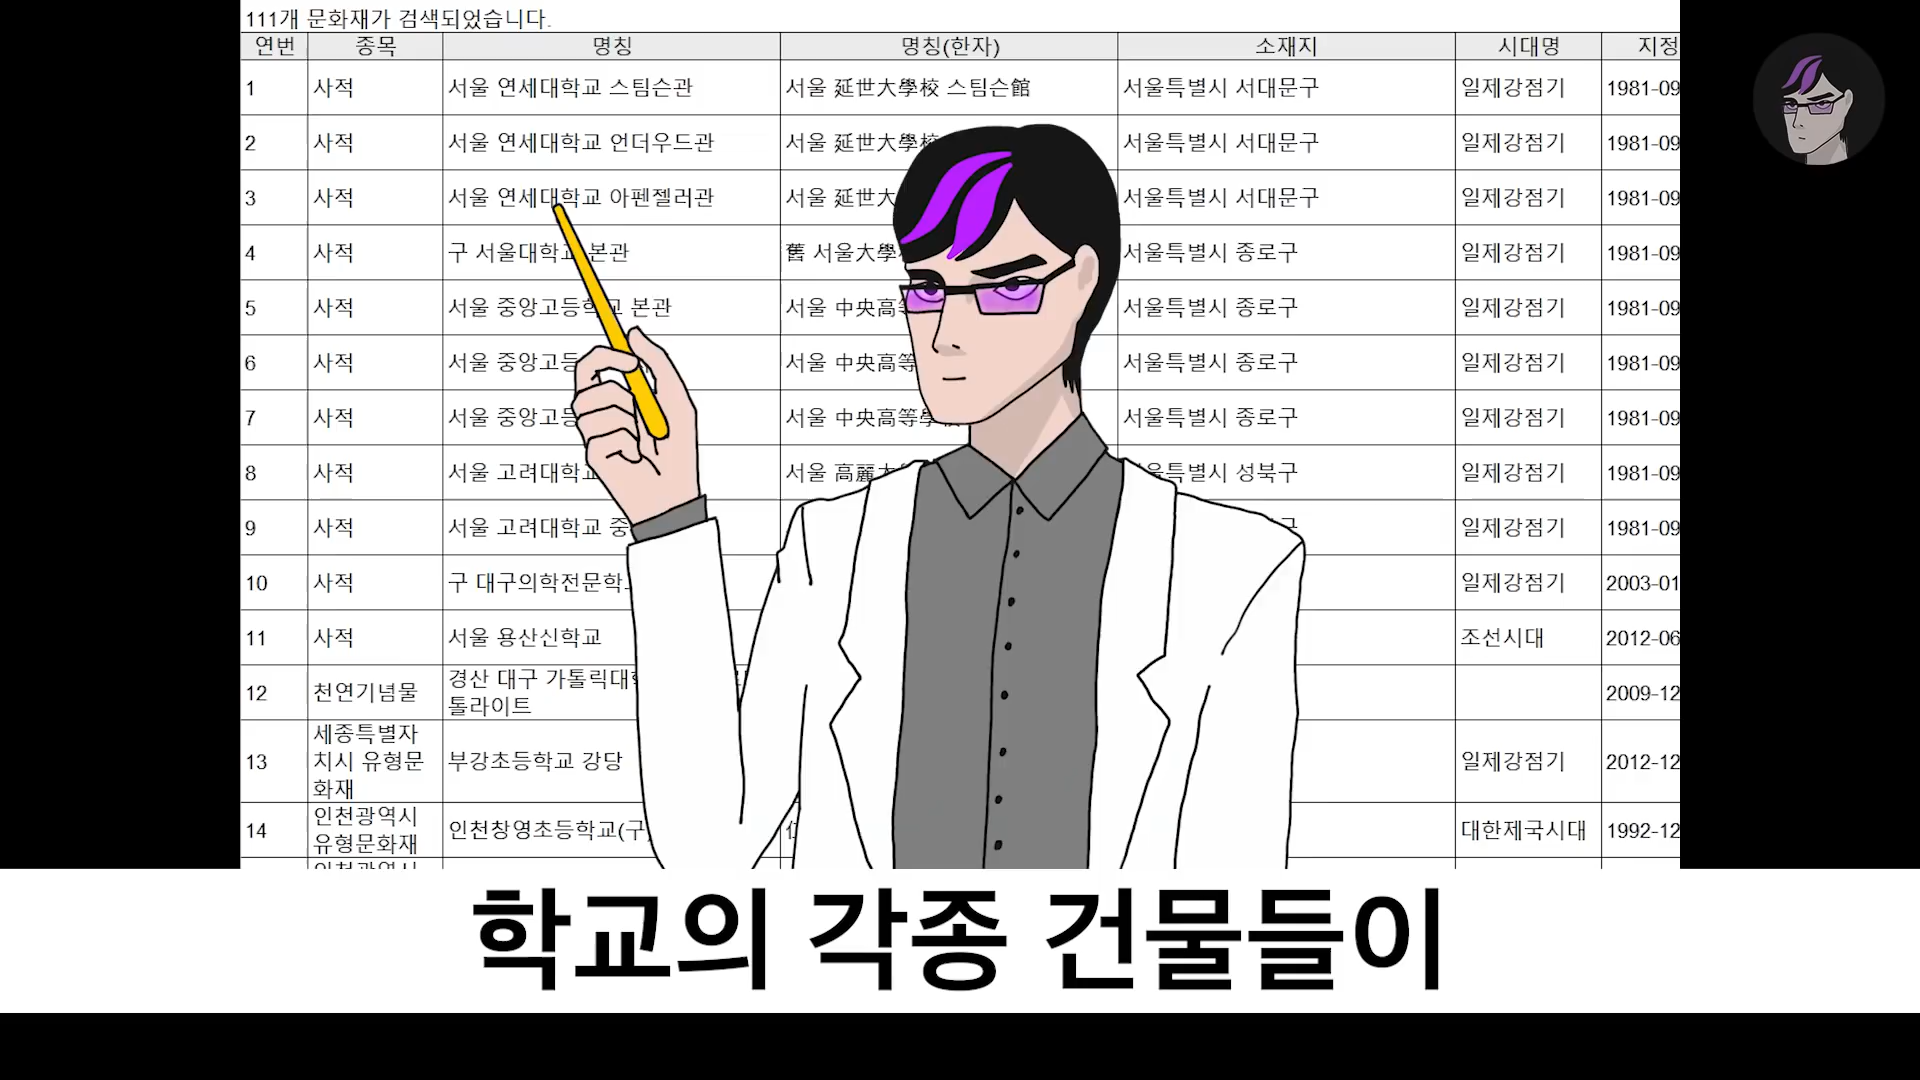 111개 문화재가 검색되었습니다.
연번 종목 명칭 명칭(한자) 소재지 시대명 지정
1 사적 서울 연세대학교 스팀슨관 서울 延世大學校 스팀슨館 서울특별시 서대문구 일제강점기 1981-09
2 사적 서울 연세대학교 언더우드관 서울 延世大學校 서울특별시 서대문구 일제강점기 1981-09
3 사적 서울 연세대학교 아펜젤러관 서울 延世大 서울특별시 서대문구 일제강점기 1981-09
4 사적 구 서울대학교 본관 舊 서울大學 서울특별시 종로구 일제강점기 1981-09
5 사적 서울 중앙고등학교 본관 서울 中央高等 서울특별시 종로구 일제강점기 1981-09
6 사적 서울 중앙고등 서울 中央高等 서울특별시 종로구 일제강점기 1981-09
7 사적 서울 중앙고등 서울 中央高等學 서울특별시 종로구 일제강점기 1981-09
8 사적 서울 고려대학교 서울 高麗大 서울특별시 성북구 일제강점기 1981-09
9 사적 서울 고려대학교 중 일제강점기 1981-09
10 사적 구 대구의학전문학 일제강점기 2003-01
11 사적 서울 용산신학교 조선시대 2012-06
12 천연기념물 경산 대구 가톨릭대 2009-12
톨라이트
세종특별자
13 치시 유형문 부강초등학교 강당 일제강점기 2012-12
화재
인천광역시
14 유형문화재 인천창영초등학교(구) 대한제국시대 1992-12
학교의 각종 건물들이